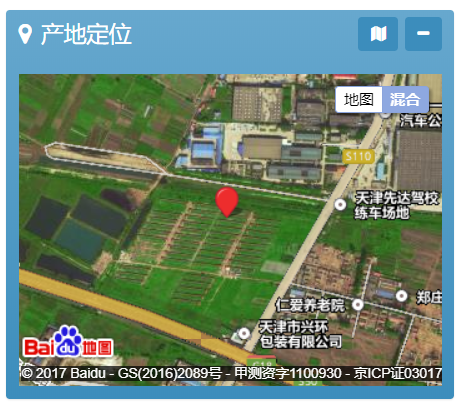 产地定位
地图 混合
汽车公
S110
天津先达驾校
练车场地
仁爱养老院
郑庄
天津市兴环
包装有限公司
Bai du 地图
G18
S30
© 2017 Baidu - GS(2016)2089号 - 甲测资字1100930 - 京ICP证03017